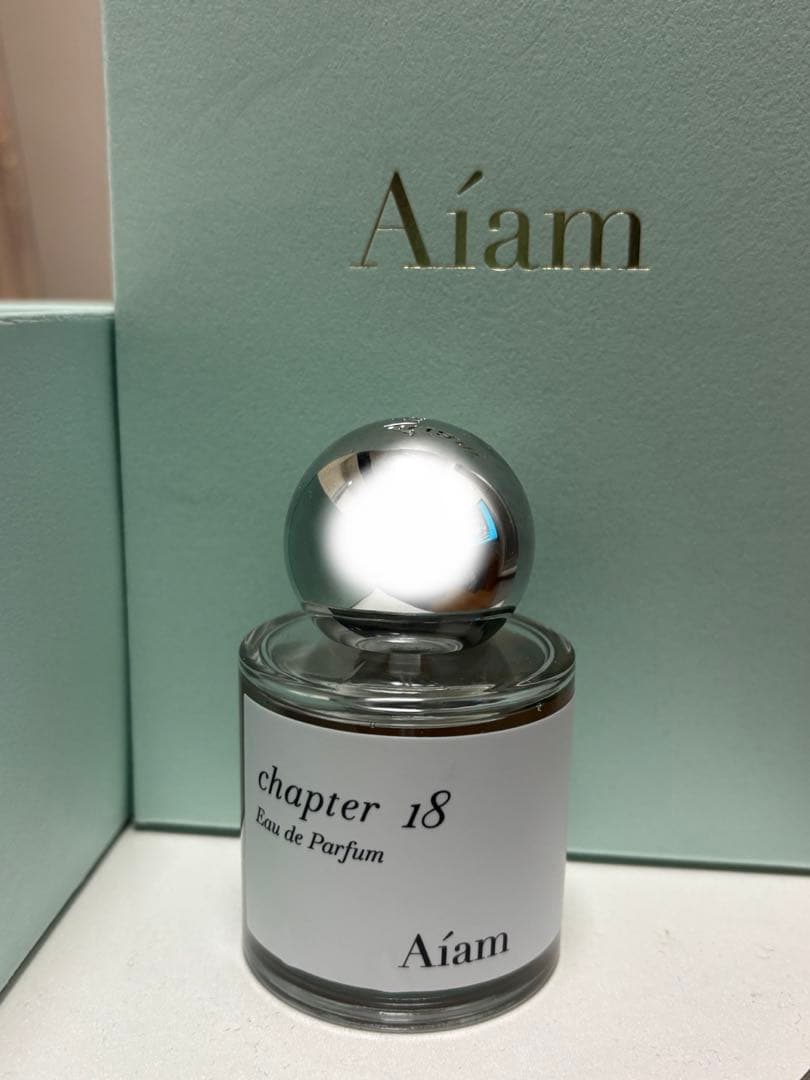 Aíam
chapter 18
Eau de Parfum
Aíam